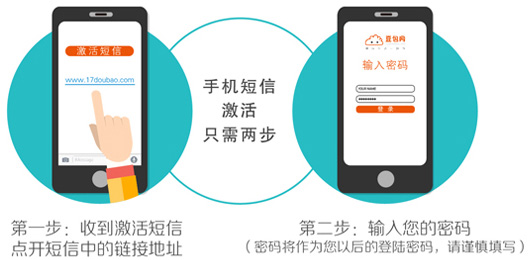 激活短信
www.17doubao.com
Message
手机短信
激活
只需两步
豆包网
输入密码
登 录
第一步：收到激活短信
点开短信中的链接地址
第二步：输入您的密码
（密码将作为您以后的登陆密码，请谨慎填写）